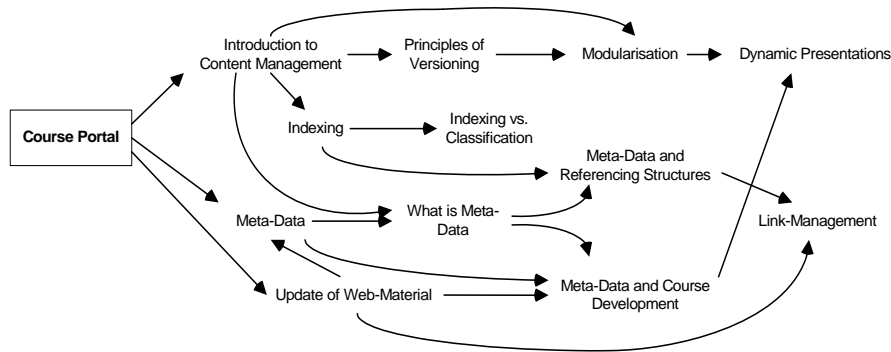 Introduction to
Content Management
Principles of
Versioning
Modularisation
Dynamic Presentations
Course Portal
Indexing
Indexing vs.
Classification
Meta-Data and
Referencing Structures
Meta-Data
What is Meta-
Data
Link-Management
Update of Web-Material
Meta-Data and Course
Development